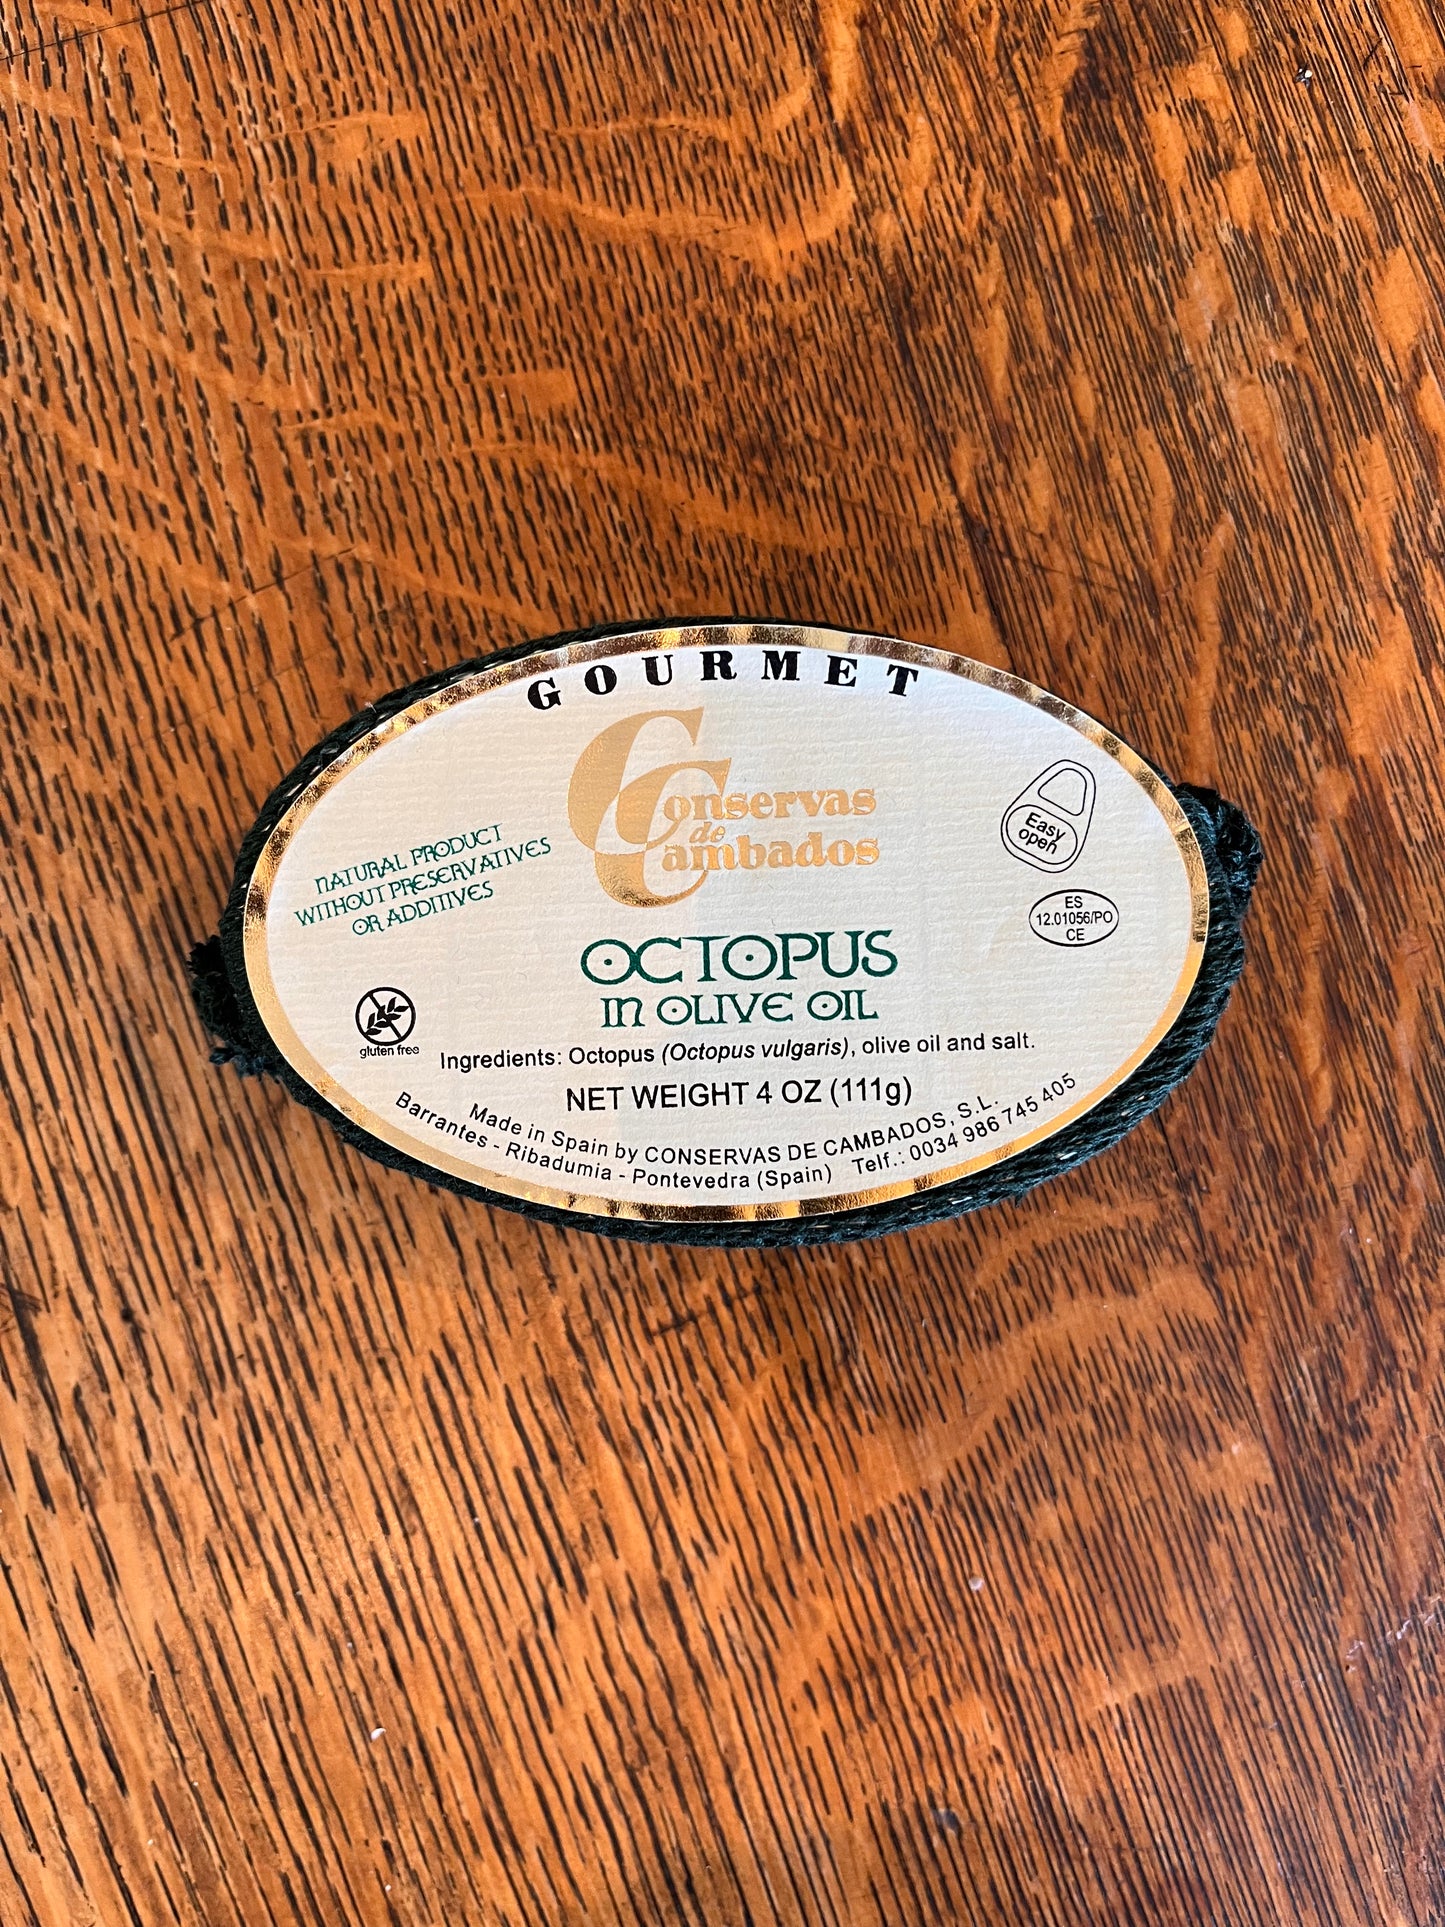 GOURMET
Conservas
de
Cambados
NATURAL PRODUCT
WITHOUT PRESERVATIVES
OR ADDITIVES
Easy
open
ES
12.01056/PO
CE
OCTOPUS
IN OLIVE OIL
gluten free
Ingredients: Octopus (Octopus vulgaris), olive oil and salt.
NET WEIGHT 4 OZ (111g)
Made in Spain by CONSERVAS DE CAMBADOS, S.L.
Barrantes - Ribadumia - Pontevedra (Spain) Telf.: 0034 986 745 405